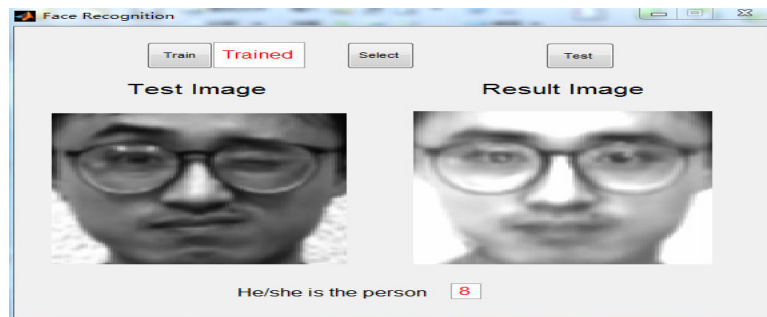 Face Recognition
Train Trained Select Test
Test Image Result Image
He/she is the person 8